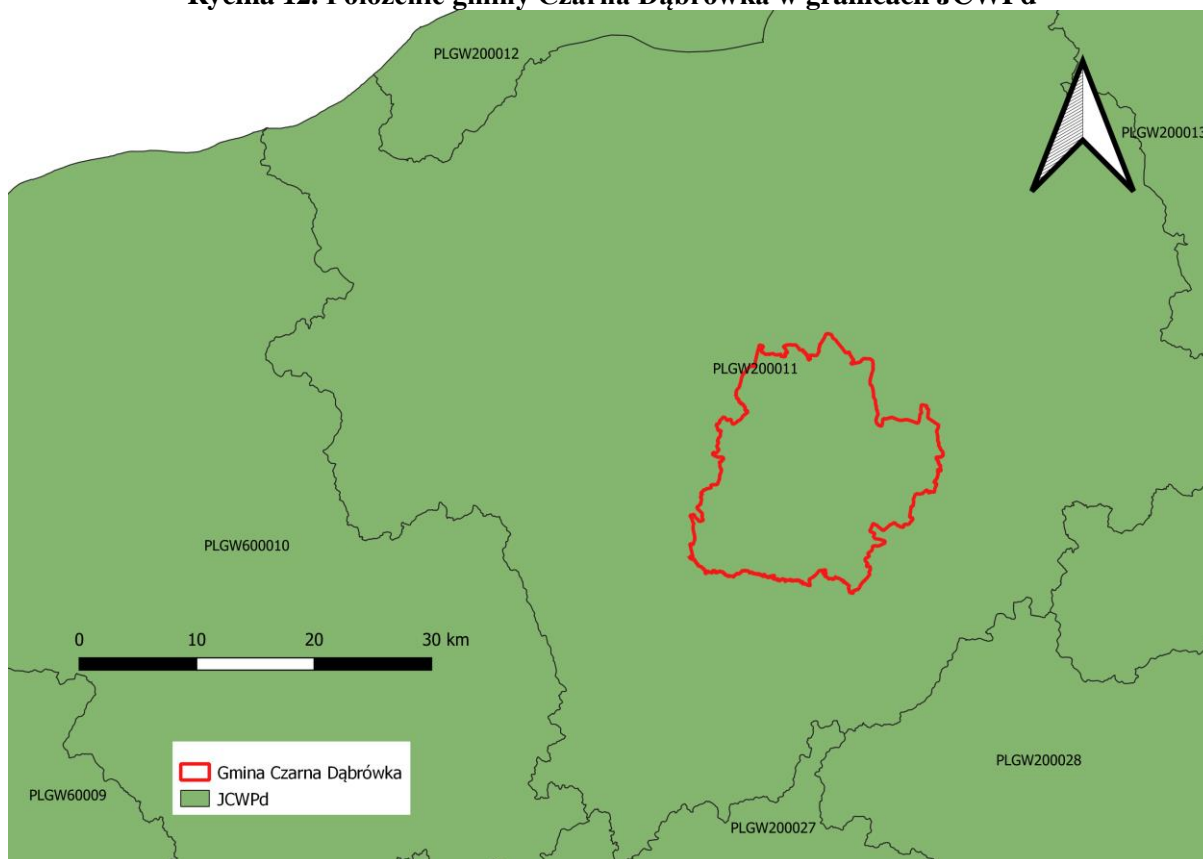 Rycina 12. Położenie gminy Czarna Dąbrówka w granicach JCWPd
PLGW200012
PLGW200013
PLGW200011
PLGW600010
0 10 20 30 km
Gmina Czarna Dąbrówka
JCWPd
PLGW200028
PLGW60009
PLGW200027